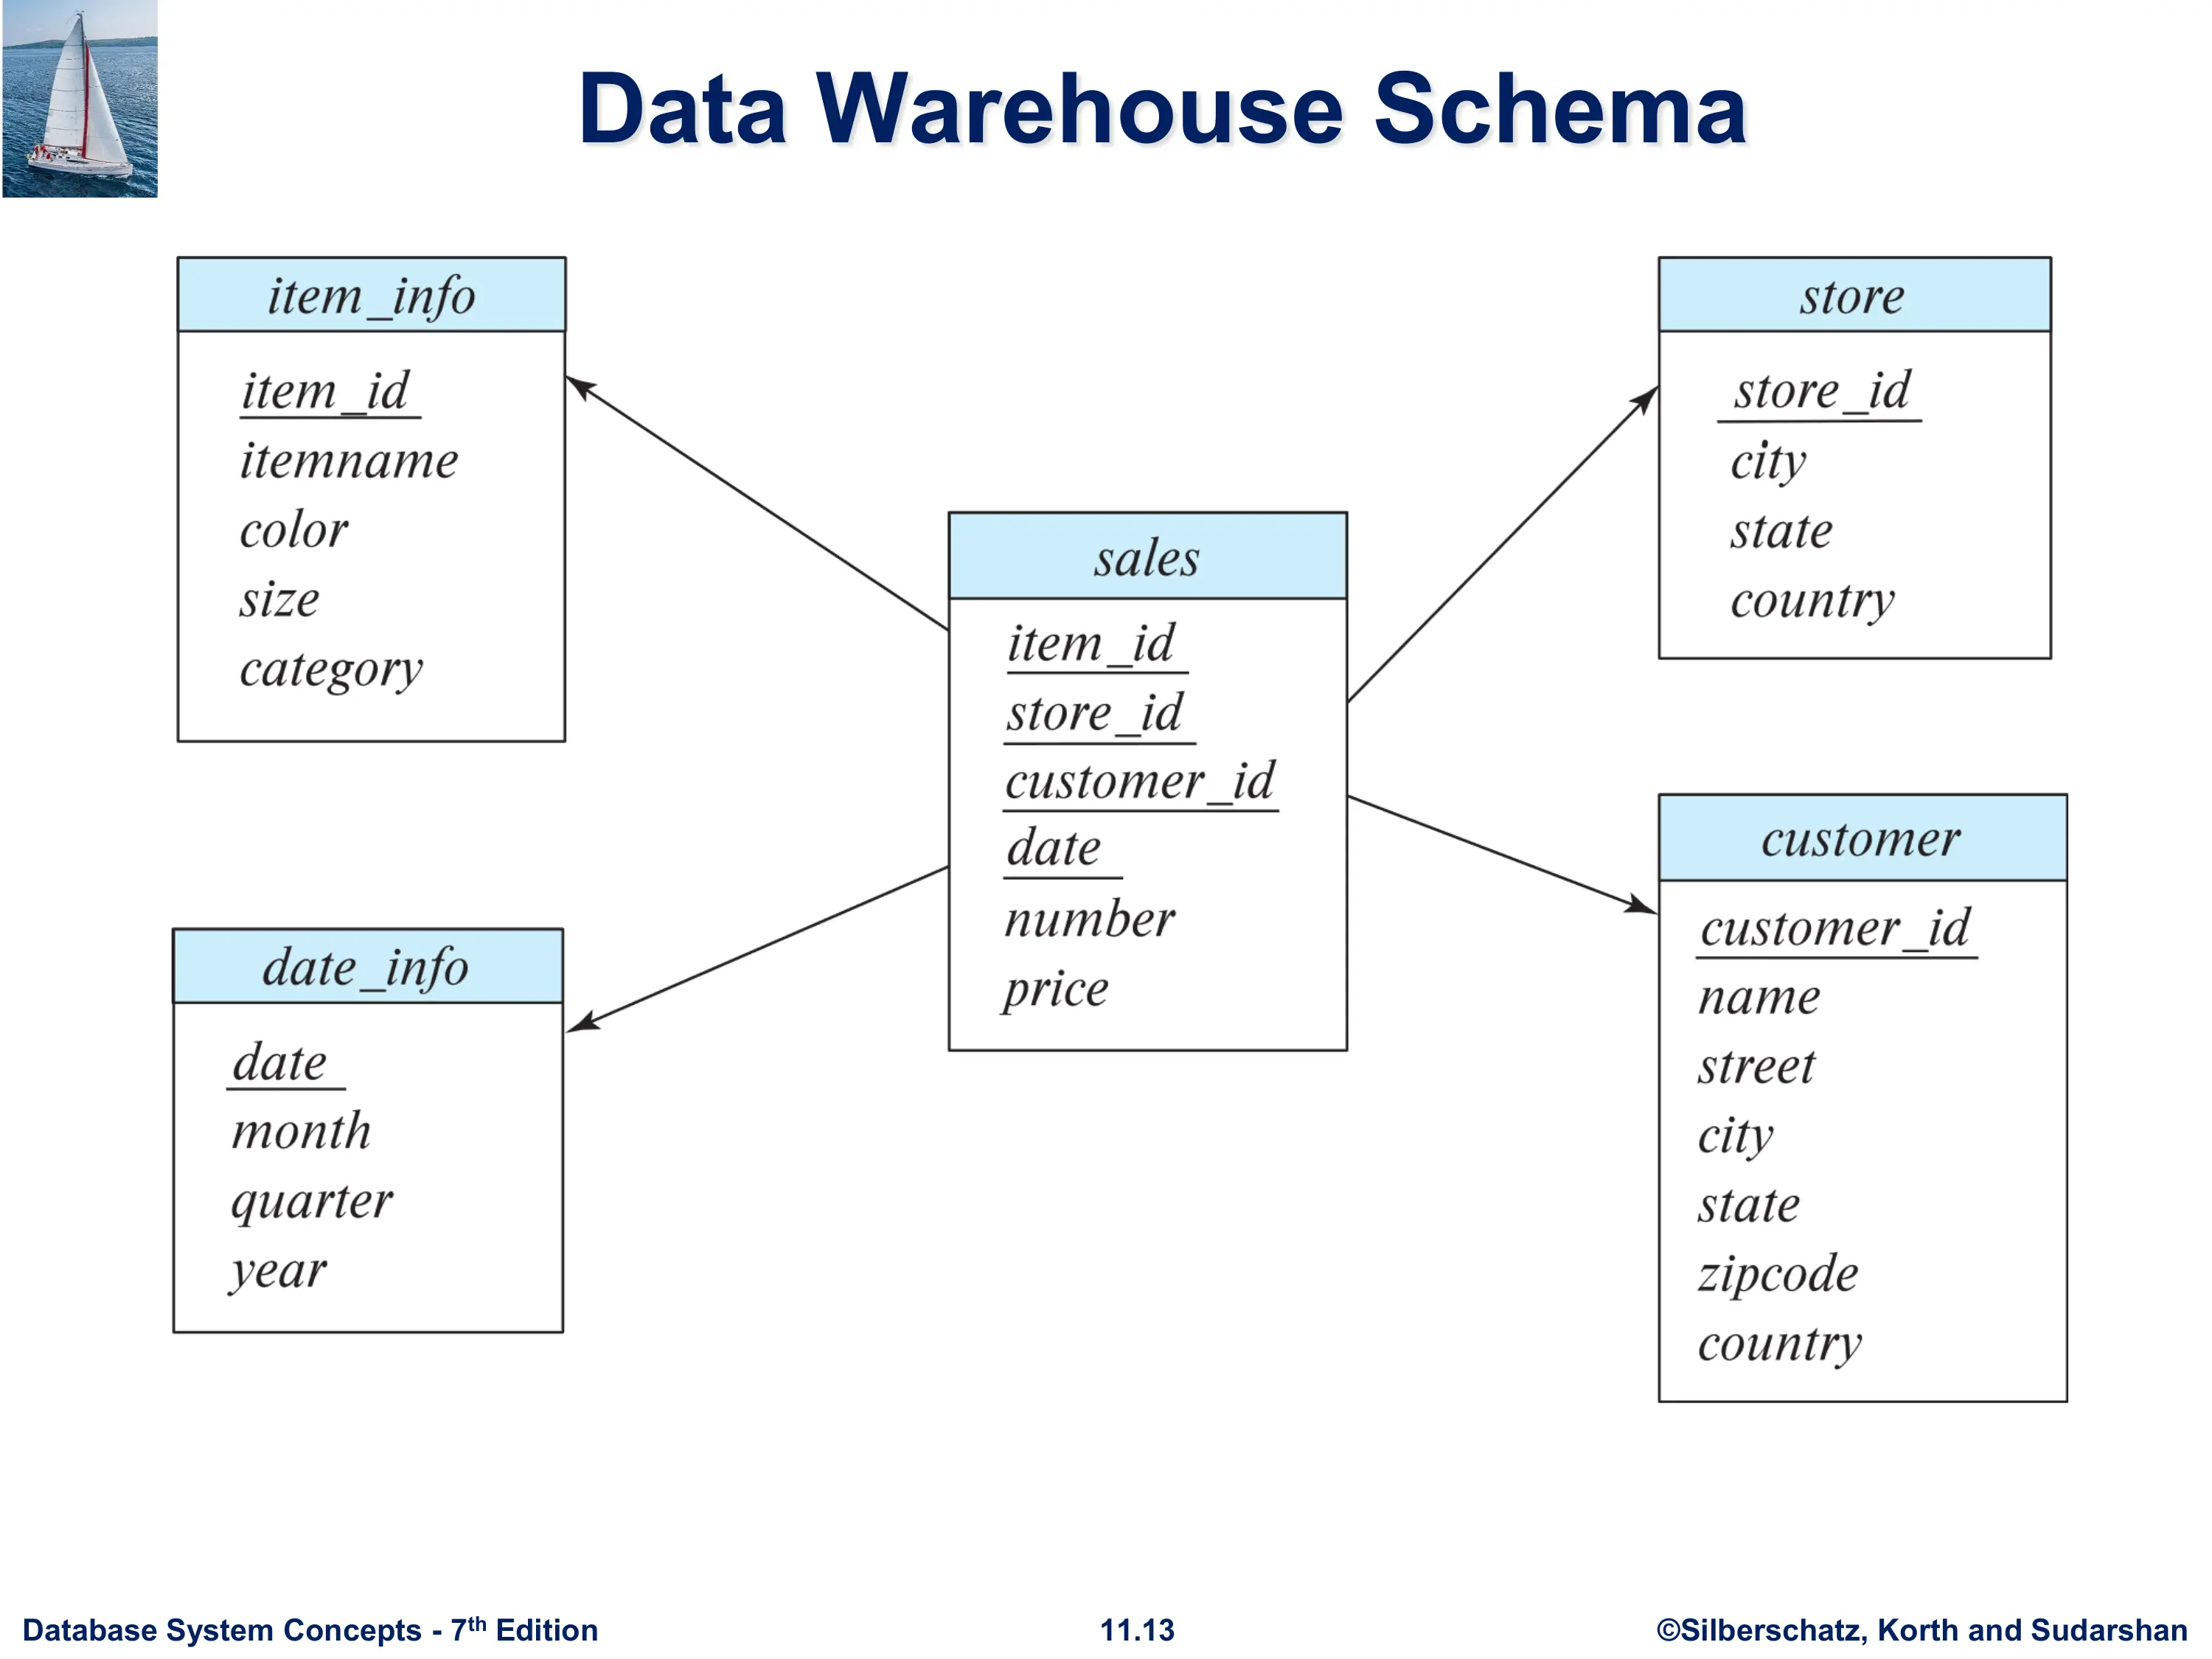 Data Warehouse Schema
item_info
item_id
itemname
color
size
category
store
store_id
city
state
country
sales
item_id
store_id
customer_id
date
number
price
date_info
date
month
quarter
year
customer
customer_id
name
street
city
state
zipcode
country
Database System Concepts - 7th Edition
11.13
©Silberschatz, Korth and Sudarshan